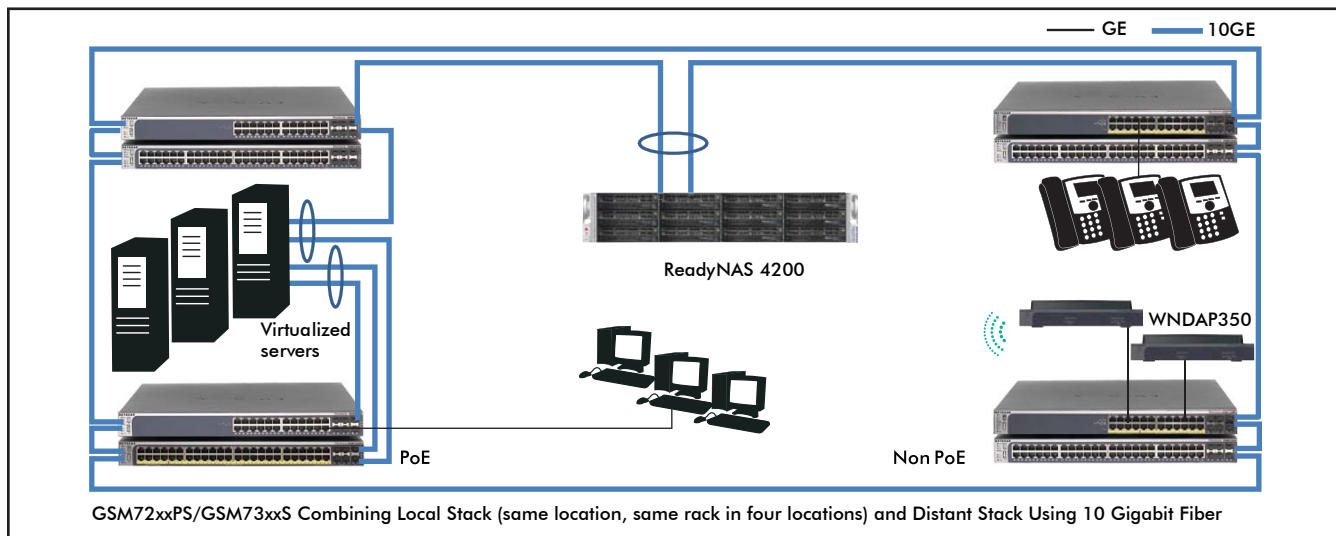 GE 10GE
ReadyNAS 4200
WNDAP350
Virtualized
servers
PoE
Non PoE
GSM72xxPS/GSM73xxS Combining Local Stack (same location, same rack in four locations) and Distant Stack Using 10 Gigabit Fiber